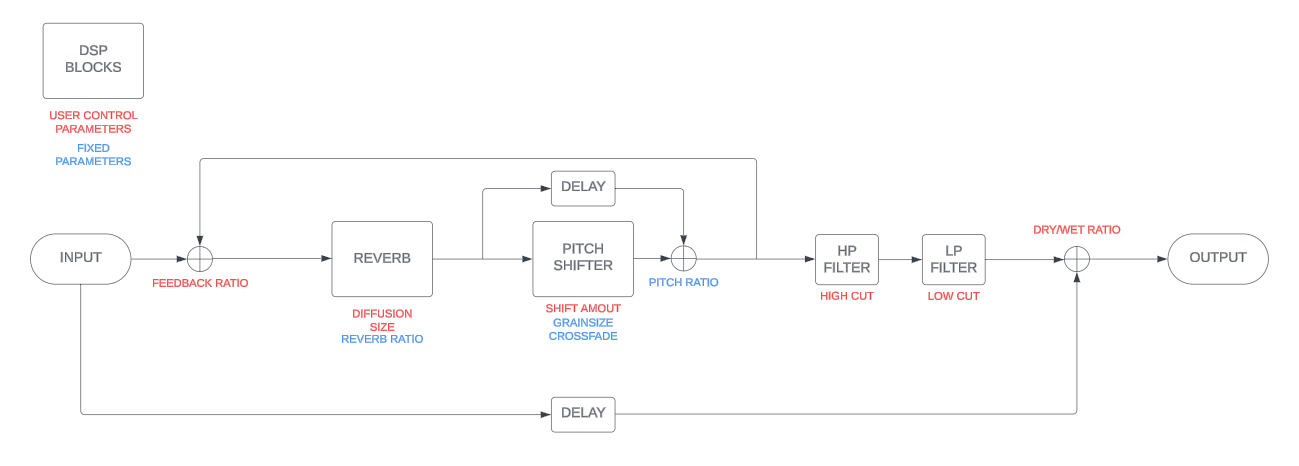 DSP
BLOCKS
USER CONTROL
PARAMETERS
FIXED
PARAMETERS
DELAY
INPUT
FEEDBACK RATIO
REVERB
DIFFUSION
SIZE
REVERB RATIO
PITCH
SHIFTER
SHIFT AMOUT
GRAINSIZE
CROSSFADE
PITCH RATIO
HP
FILTER
HIGH CUT
LP
FILTER
LOW CUT
DRY/WET RATIO
OUTPUT
DELAY